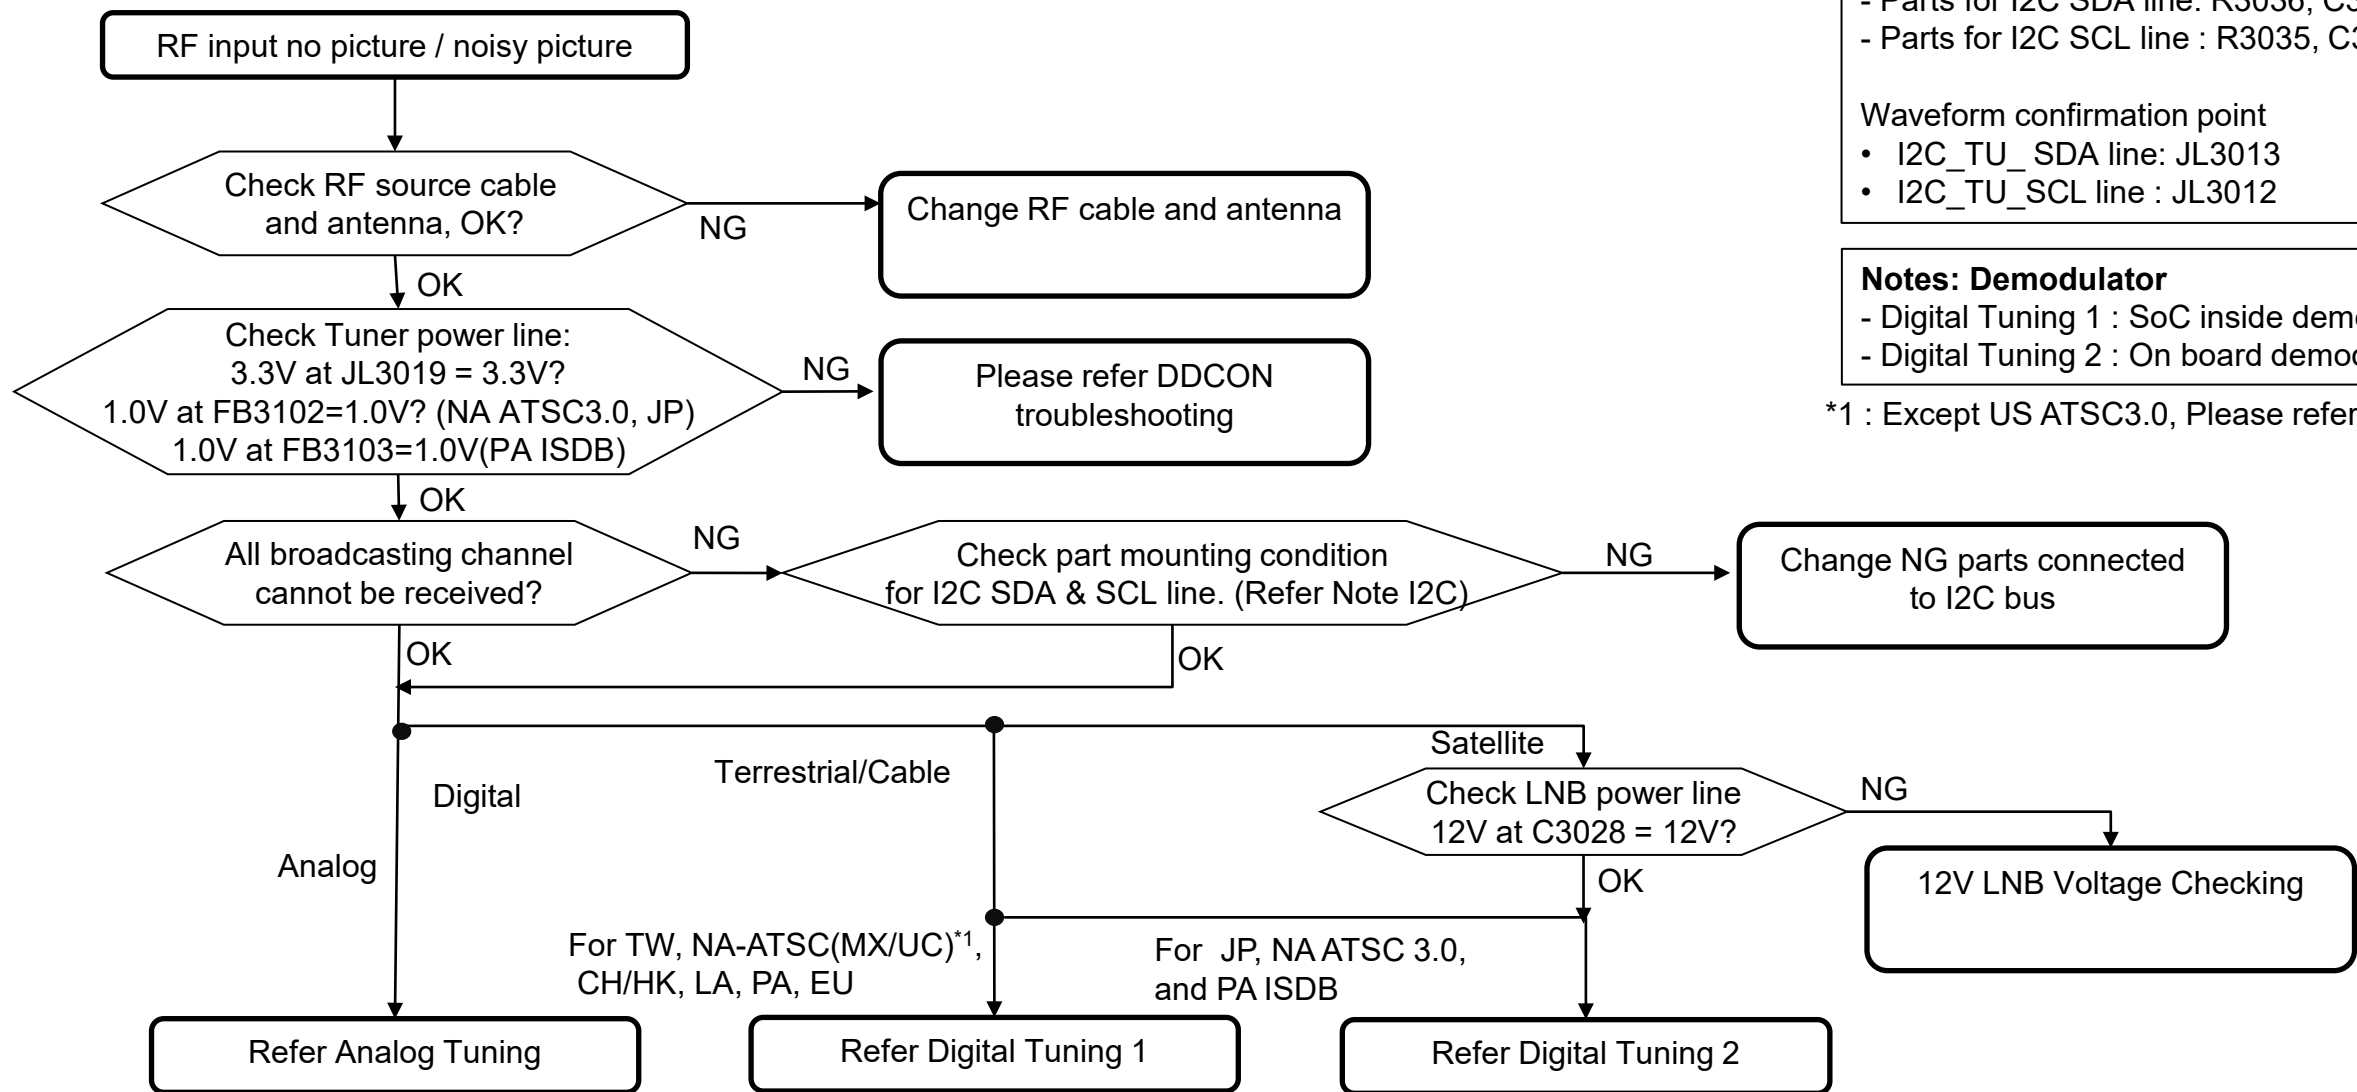 RF input no picture / noisy picture
Check RF source cable
and antenna, OK?
NG
Change RF cable and antenna
OK
Check Tuner power line:
3.3V at JL3019 = 3.3V?
1.0V at FB3102=1.0V? (NA ATSC3.0, JP)
1.0V at FB3103=1.0V(PA ISDB)
NG
Please refer DDCON
troubleshooting
OK
All broadcasting channel
cannot be received?
NG
Check part mounting condition
for I2C SDA & SCL line. (Refer Note I2C)
NG
Change NG parts connected
to I2C bus
OK
OK
Digital
Analog
Terrestrial/Cable
Satellite
Check LNB power line
12V at C3028 = 12V?
NG
12V LNB Voltage Checking
OK
For TW, NA-ATSC(MX/UC)*1,
CH/HK, LA, PA, EU
For JP, NA ATSC 3.0,
and PA ISDB
Refer Analog Tuning
Refer Digital Tuning 1
Refer Digital Tuning 2
- Parts for I2C SDA line: R3036,
- Parts for I2C SCL line : R3035,
Waveform confirmation point
• I2C_TU_ SDA line: JL3013
• I2C_TU_SCL line : JL3012
Notes: Demodulator
- Digital Tuning 1 : SoC inside
- Digital Tuning 2 : On board
*1 : Except US ATSC3.0, Please refer